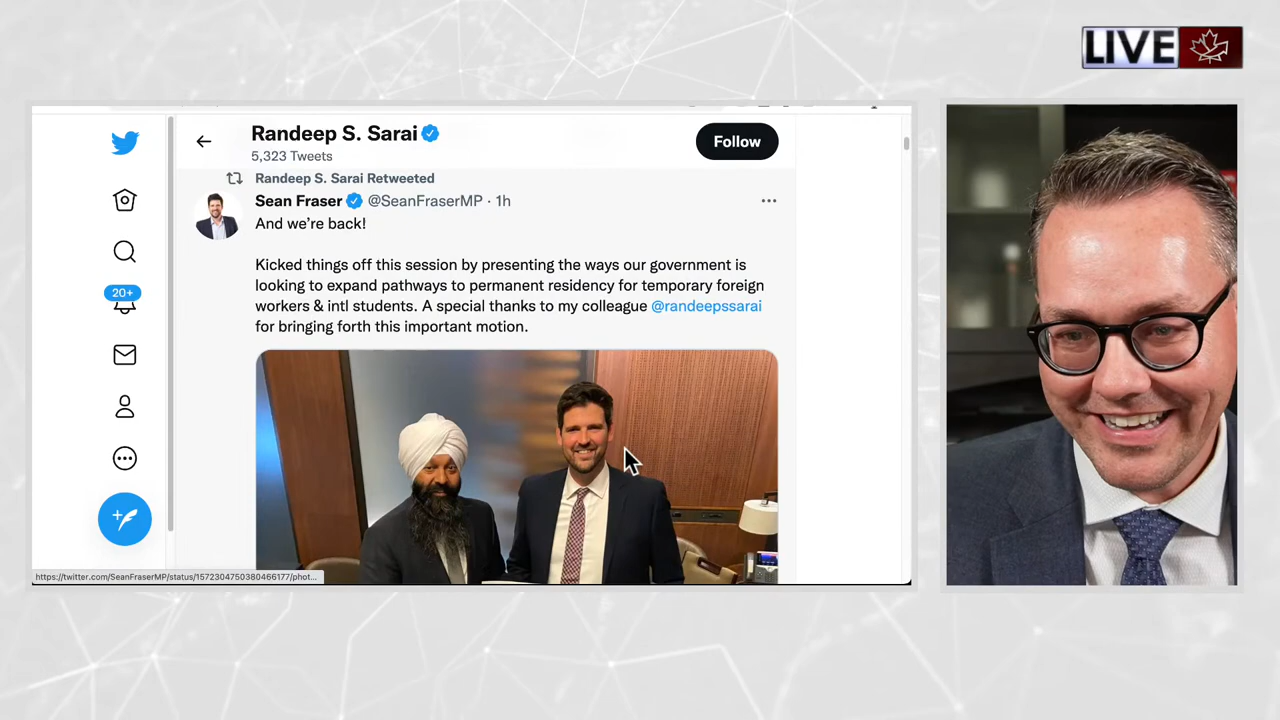 LIVE
Randeep S. Sarai
5,323 Tweets
Follow
Randeep S. Sarai Retweeted
Sean Fraser @SeanFraserMP · 1h
And we're back!
Kicked things off this session by presenting the ways our government is
looking to expand pathways to permanent residency for temporary foreign
workers & intl students. A special thanks to my colleague @randeepssarai
for bringing forth this important motion.
20+
https://twitter.com/SeanFraserMP/status/1572304750380466177/phot...